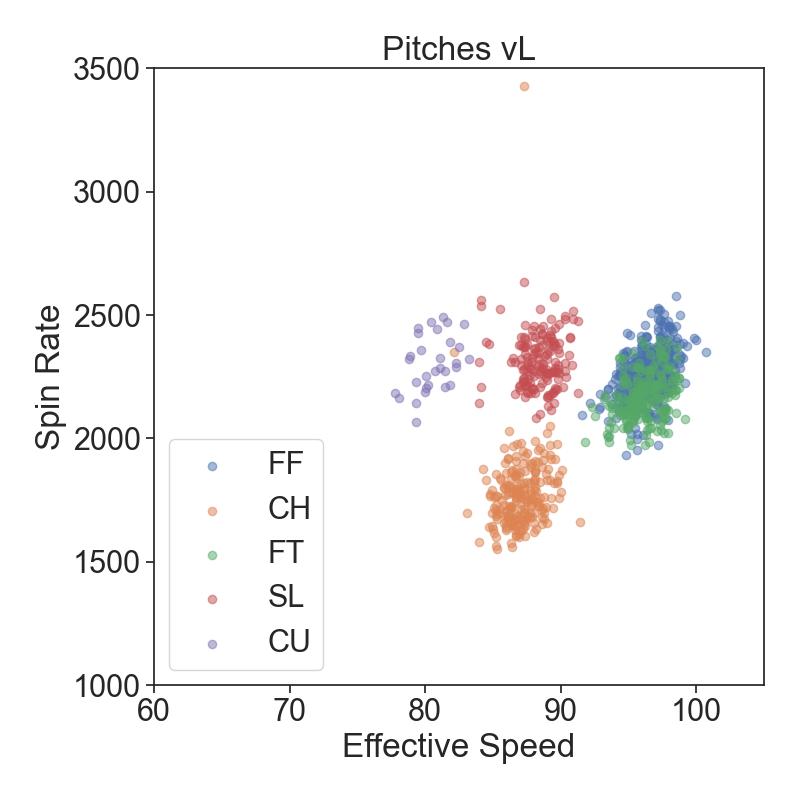 Pitches vL
3500
3000
2500
2000
1500
1000
Spin Rate
FF
CH
FT
SL
CU
60 70 80 90 100
Effective Speed